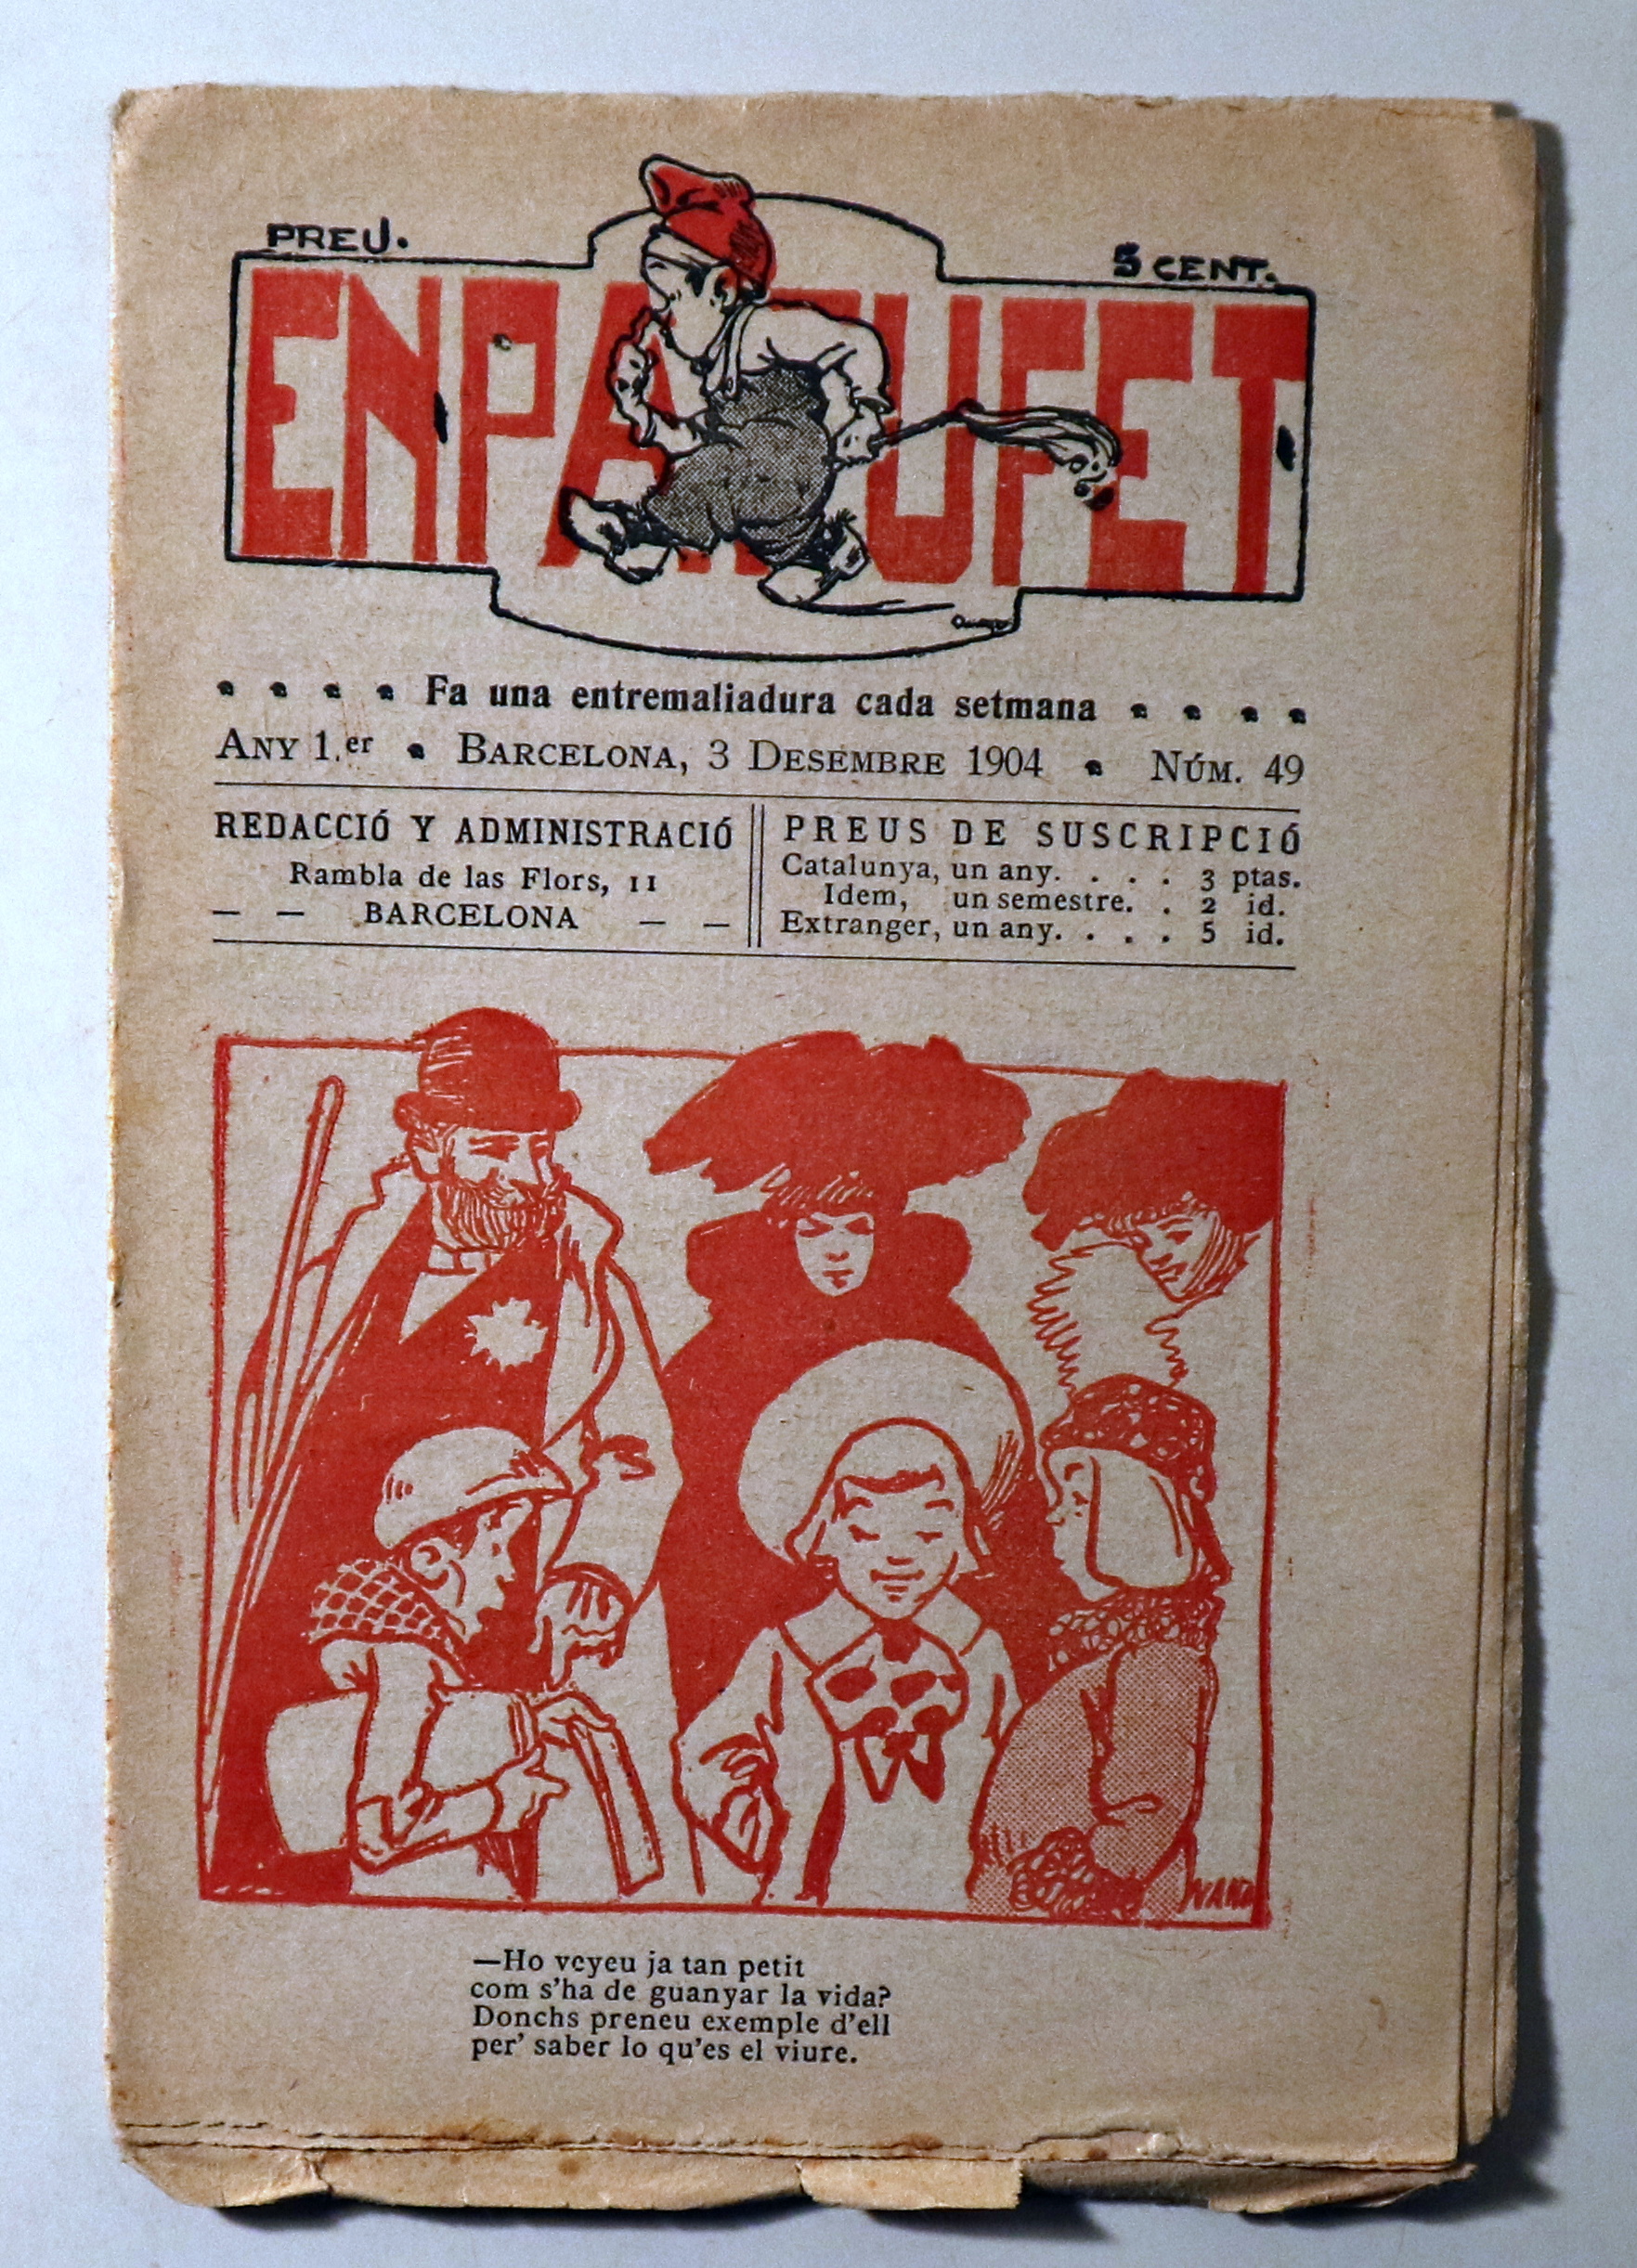 PREU.
5 CENT.
EN PATUFET
Fa una entremaliadura cada setmana
ANY 1.er • BARCELONA, 3 DESEMBRE 1904 • NÚM. 49
REDACCIÓ Y ADMINISTRACIÓ
Rambla de las Flors, 11
— — BARCELONA — —
PREUS DE SUSCRIPCIÓ
Catalunya, un any. . . . 3 ptas.
Idem, un semestre. . 2 id.
Extranger, un any. . . . 5 id.
—Ho veyeu ja tan petit
com s'ha de guanyar la vida?
Donchs preneu exemple d'ell
per' saber lo qu'es el viure.